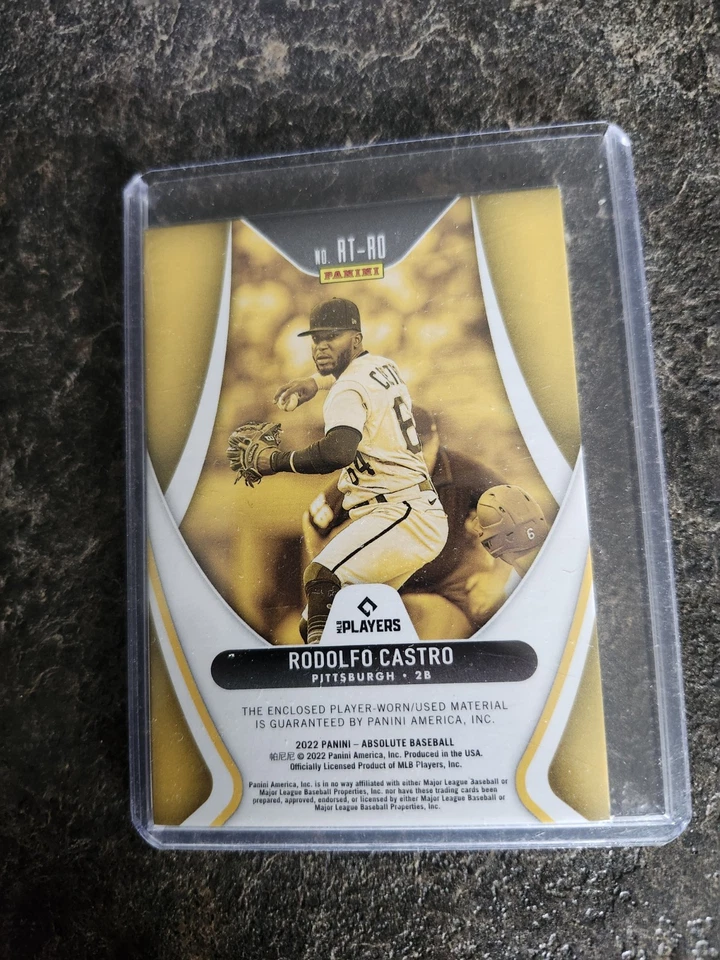 NO. RT-RO
PANINI
64
6
MLB PLAYERS
RODOLFO CASTRO
PITTSBURGH • 2B
THE ENCLOSED PLAYER-WORN/USED MATERIAL
IS GUARANTEED BY PANINI AMERICA, INC.
2022 PANINI – ABSOLUTE BASEBALL
帕尼尼 © 2022 Panini America, Inc. Produced in the USA.
Officially Licensed Product of MLB Players, Inc.
Panini America, Inc. is in no way affiliated with either Major League Baseball or
Major League Baseball Properties, Inc. nor have these trading cards been
prepared, approved, endorsed, or licensed by either Major League Baseball or
Major League Baseball Properties, Inc.